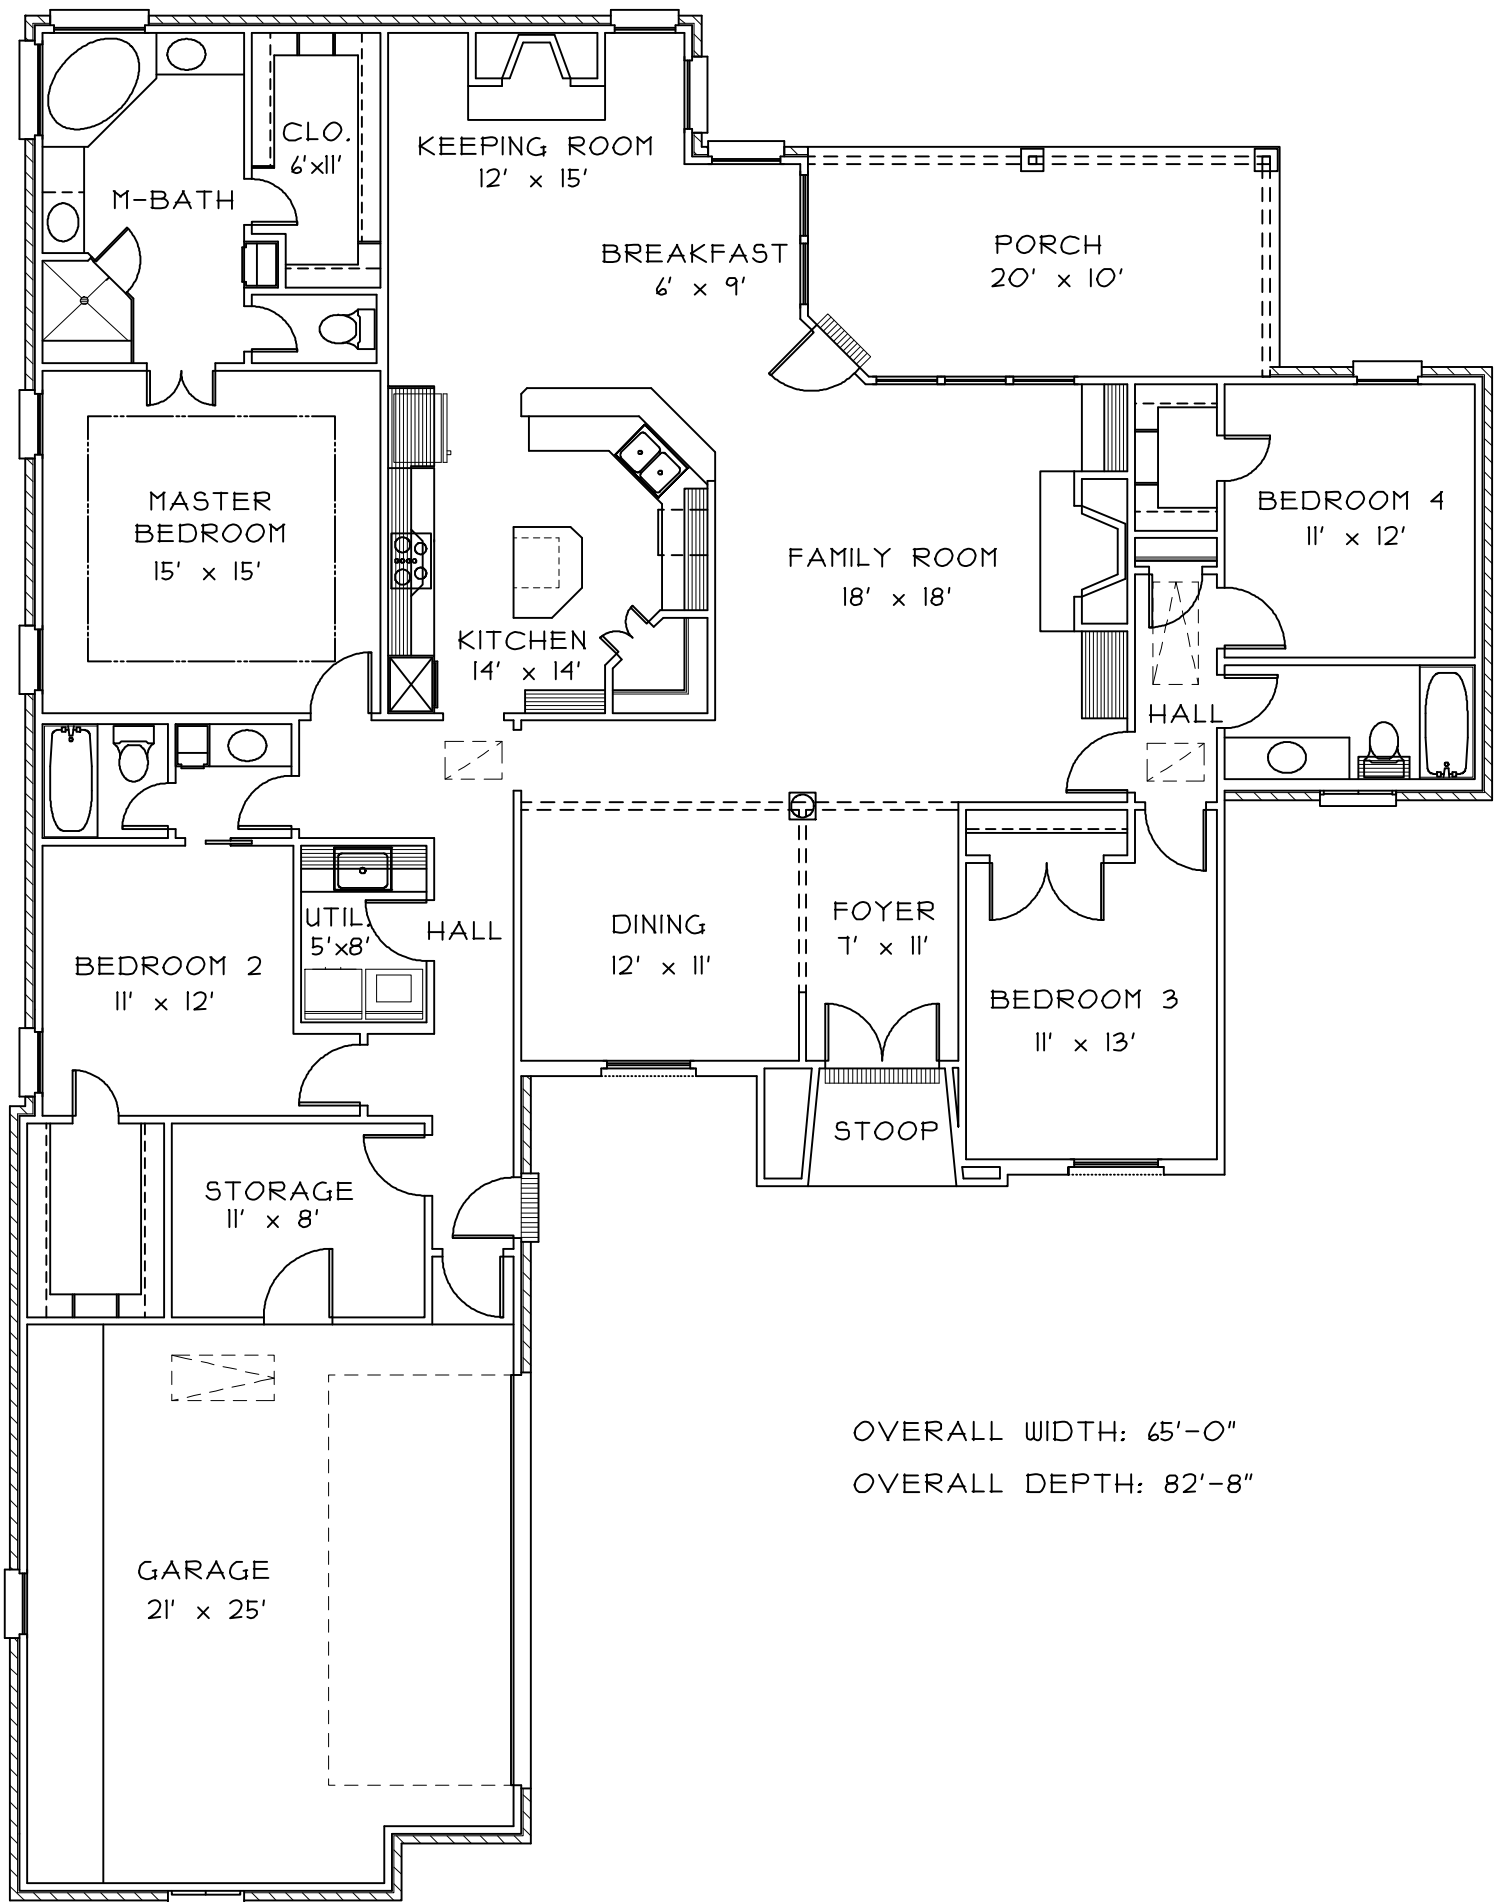 CLO.
6'x11'
KEEPING ROOM
12' x 15'
M-BATH
BREAKFAST
6' x 9'
PORCH
20' x 10'
MASTER
BEDROOM
15' x 15'
BEDROOM 4
11' x 12'
FAMILY ROOM
18' x 18'
KITCHEN
14' x 14'
HALL
UTIL.
5'x8'
HALL
DINING
12' x 11'
FOYER
7' x 11'
BEDROOM 2
11' x 12'
BEDROOM 3
11' x 13'
STOOP
STORAGE
11' x 8'
OVERALL WIDTH: 65'-0"
OVERALL DEPTH: 82'-8"
GARAGE
21' x 25'